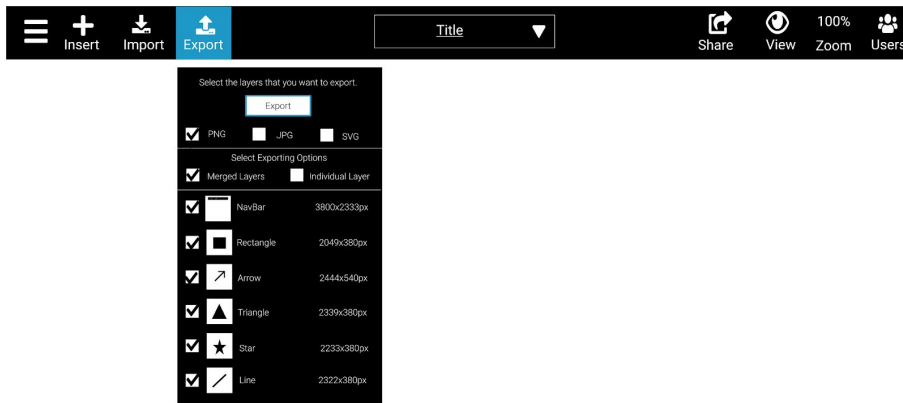 Insert Import Export Title Share View 100% Zoom Users
Select the layers that you want to export.
Export
PNG JPG SVG
Select Exporting Options
Merged Layers Individual Layer
NavBar 3800x2333px
Rectangle 2049x380px
Arrow 2444x540px
Triangle 2339x380px
Star 2233x380px
Line 2322x380px